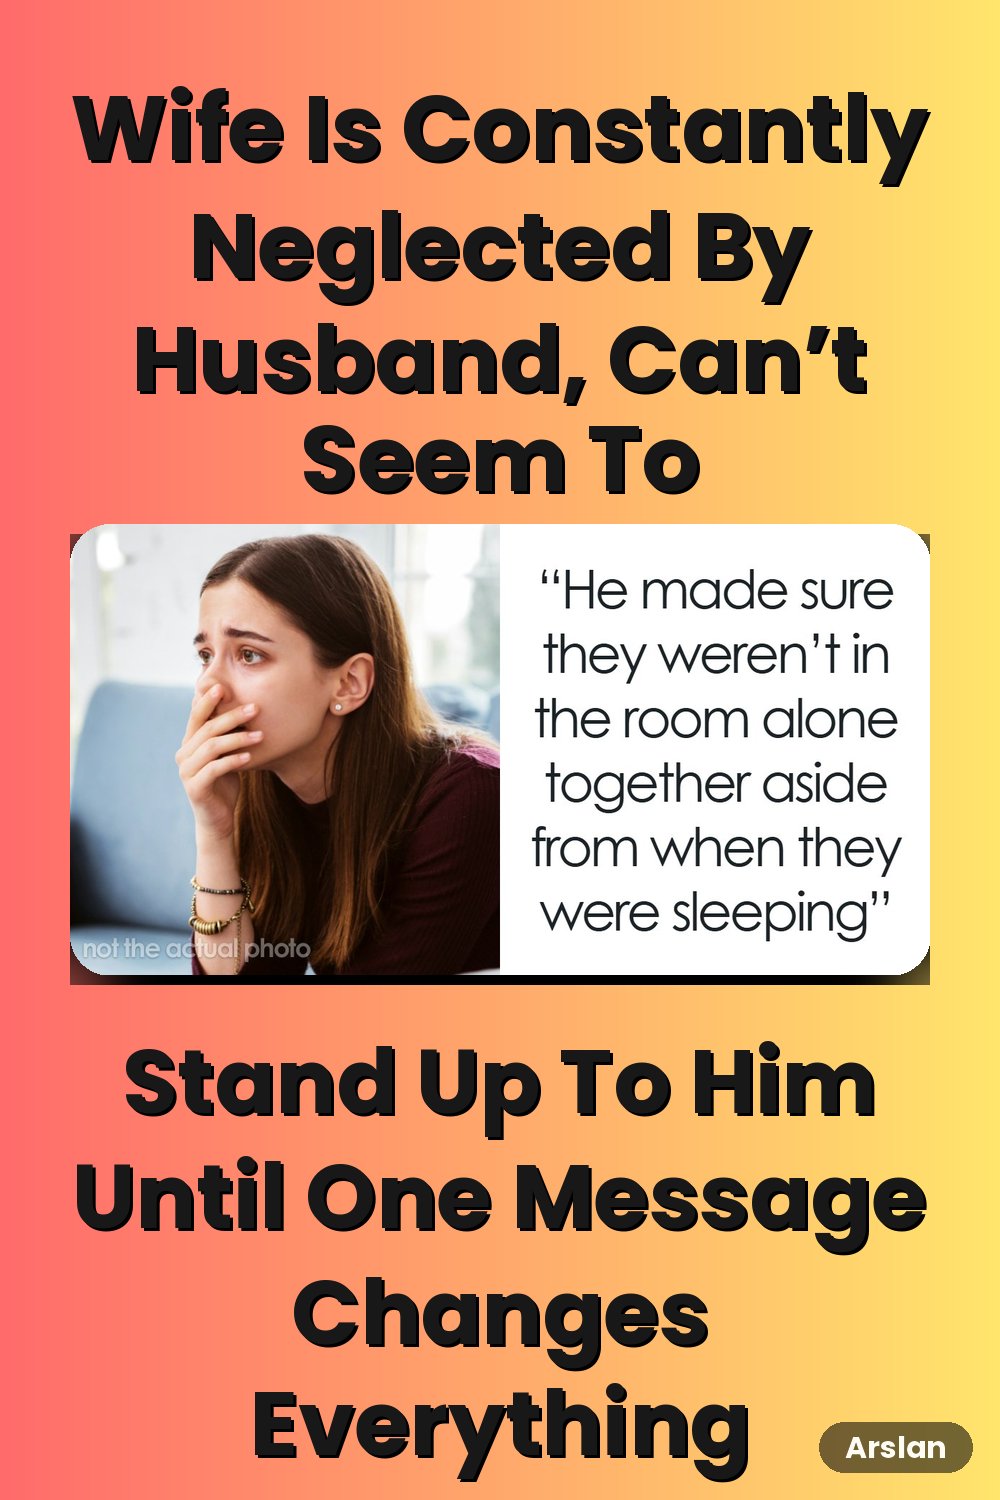 Wife Is Constantly
Neglected By
Husband, Can’t
Seem To
“He made sure
they weren’t in
the room alone
together aside
from when they
were sleeping”
not the actual photo
Stand Up To Him
Until One Message
Changes
Everything
Arslan